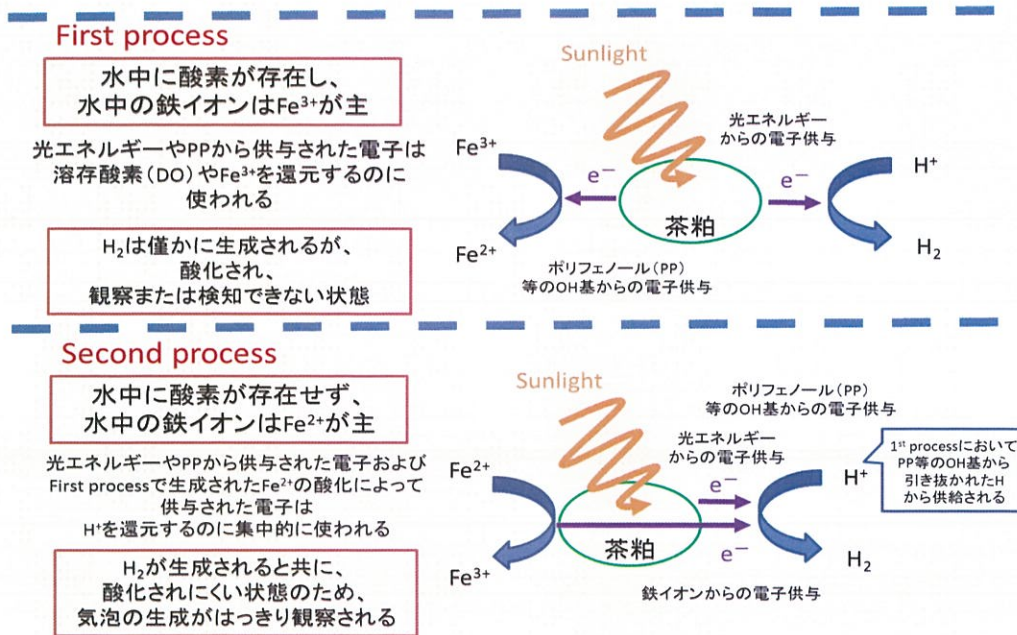 First process
水中に酸素が存在し、
水中の鉄イオンはFe³⁺が主
光エネルギーやPPから供与された電子は
溶存酸素(DO)やFe³⁺を還元するのに
使われる
H₂は僅かに生成されるが、
酸化され、
観察または検知できない状態
Sunlight
光エネルギー
からの電子供与
Fe³⁺
e⁻
e⁻
H⁺
茶粕
Fe²⁺
H₂
ポリフェノール(PP)
等のOH基からの電子供与
Second process
水中に酸素が存在せず、
水中の鉄イオンはFe²⁺が主
光エネルギーやPPから供与された電子および
First processで生成されたFe²⁺の酸化によって
供与された電子は
H⁺を還元するのに集中的に使われる
H₂が生成されると共に、
酸化されにくい状態のため、
気泡の生成がはっきり観察される
Sunlight
ポリフェノール(PP)
等のOH基からの電子供与
光エネルギー
からの電子供与
Fe²⁺
e⁻
H⁺
1st processにおいて
PP等のOH基から
引き抜かれたH
から供給される
茶粕
e⁻
Fe³⁺
H₂
鉄イオンからの電子供与